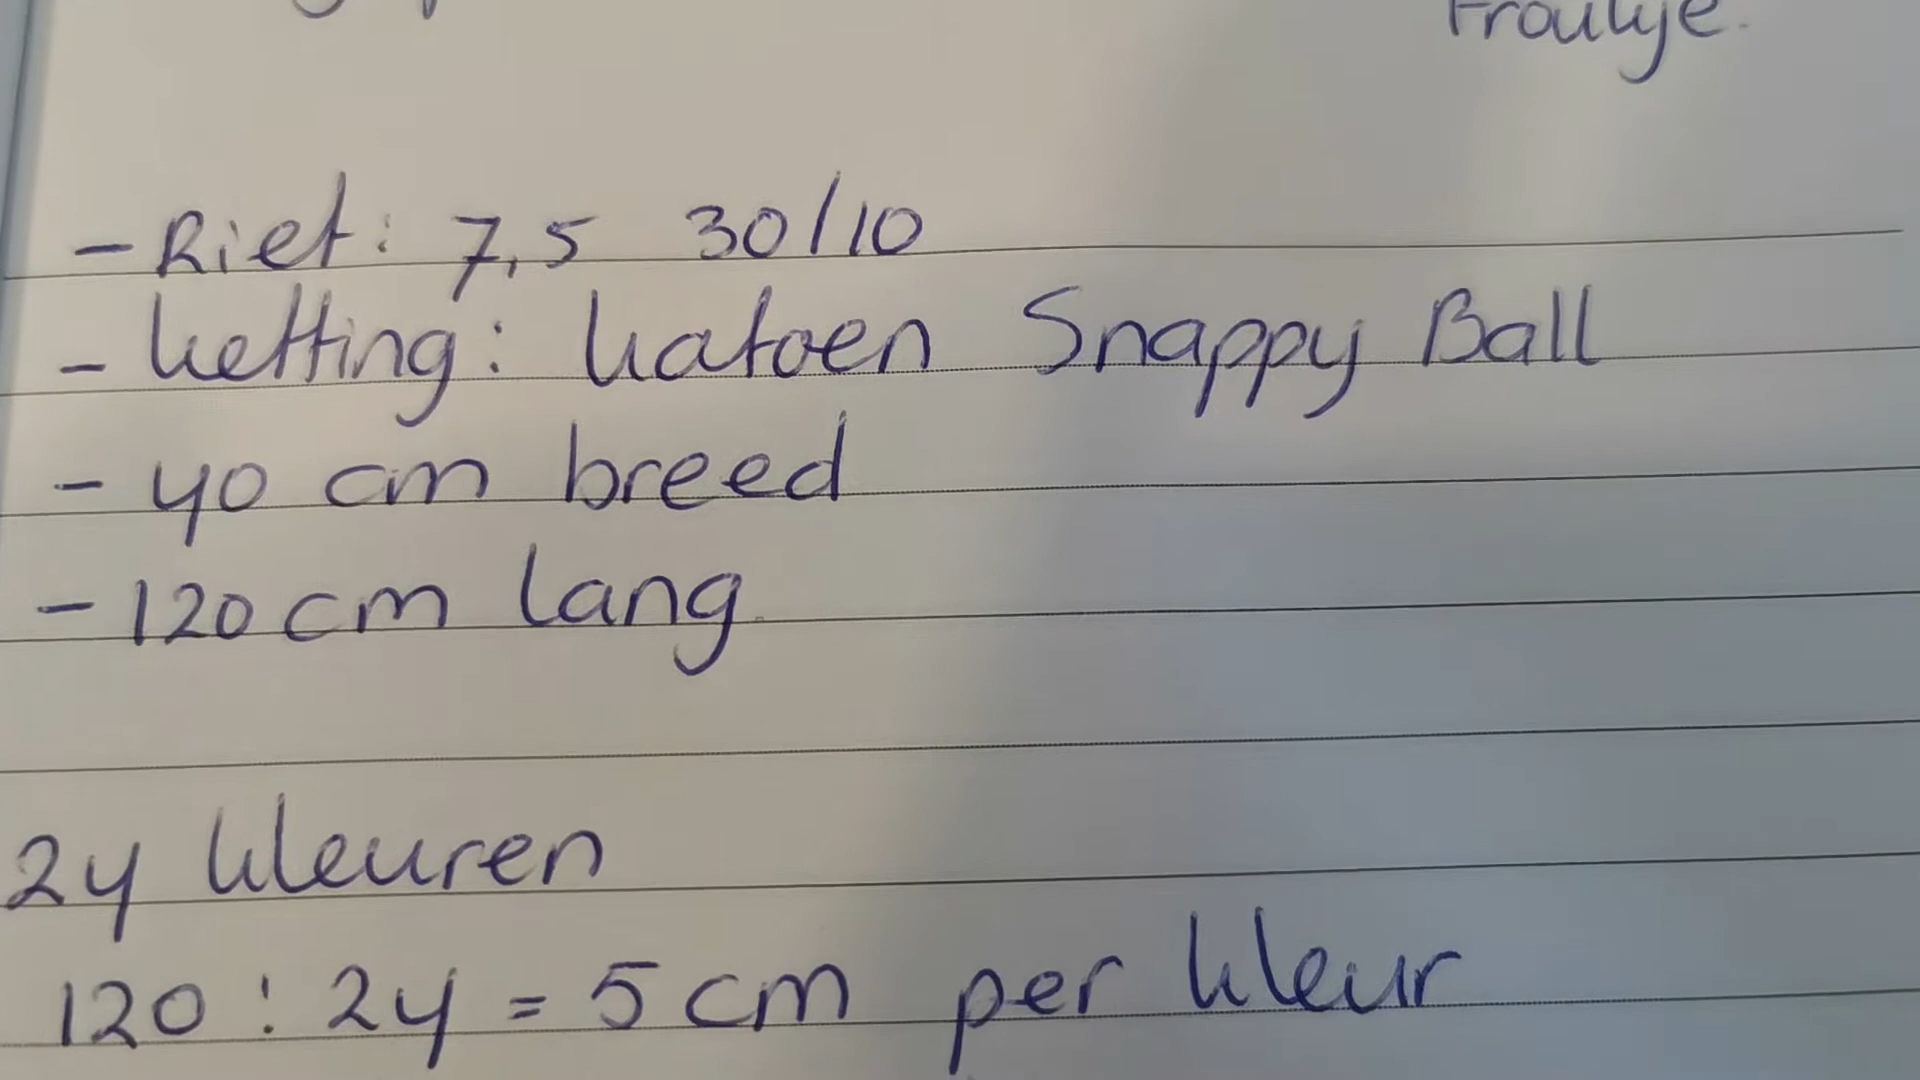 Froukje.
- Riet: 7,5 30/10
- ketting: katoen Snappy Ball
- 40 cm breed
- 120 cm lang.
24 kleuren
120 : 24 = 5 cm per kleur